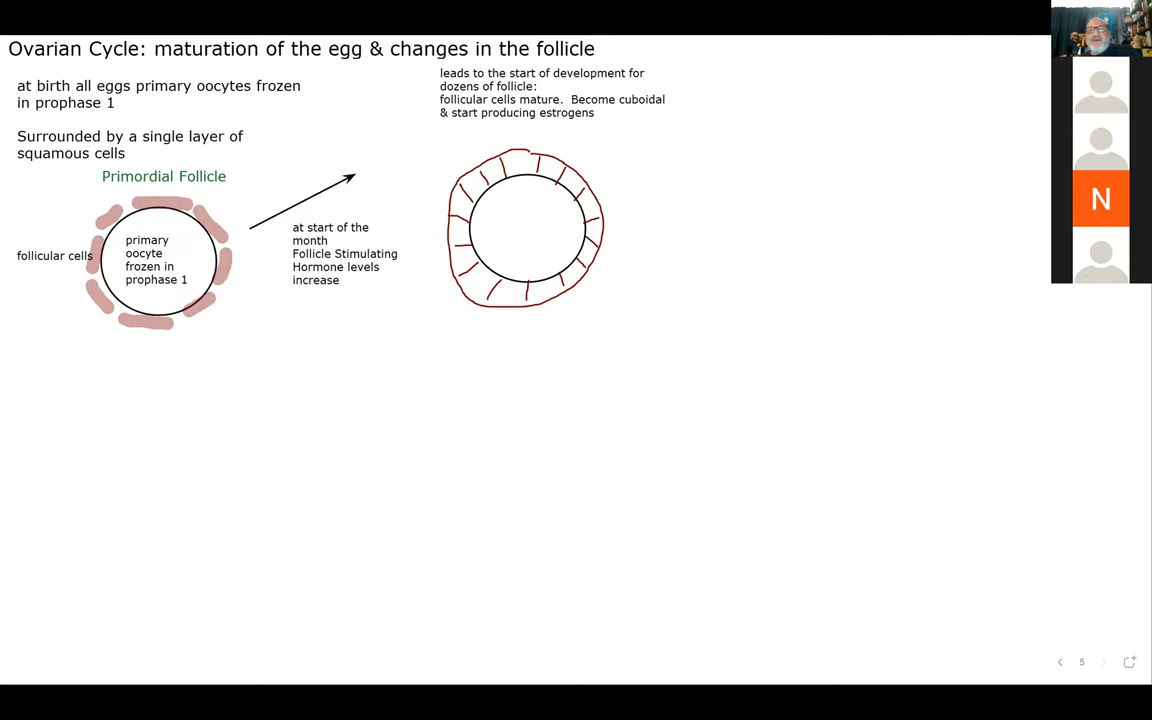 Ovarian Cycle: maturation of the egg & changes in the follicle
at birth all eggs primary oocytes frozen
in prophase 1
Surrounded by a single layer of
squamous cells
Primordial Follicle
follicular cells
primary
oocyte
frozen in
prophase 1
at start of the
month
Follicle Stimulating
Hormone levels
increase
leads to the start of development for
dozens of follicle:
follicular cells mature.  Become cuboidal
& start producing estrogens
N
5